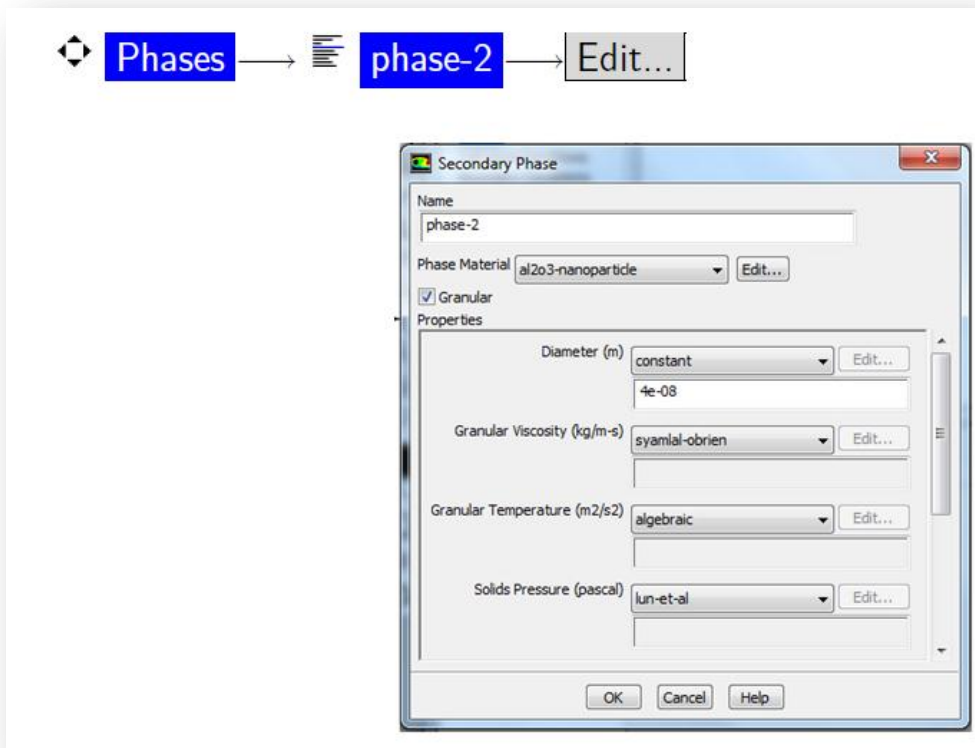 Phases → phase-2 → Edit...
Secondary Phase
Name
phase-2
Phase Material al2o3-nanoparticle Edit...
Granular
Properties
Diameter (m) constant Edit...
4e-08
Granular Viscosity (kg/m-s) syamlal-obrien Edit...
Granular Temperature (m2/s2) algebraic Edit...
Solids Pressure (pascal) lun-et-al Edit...
OK Cancel Help